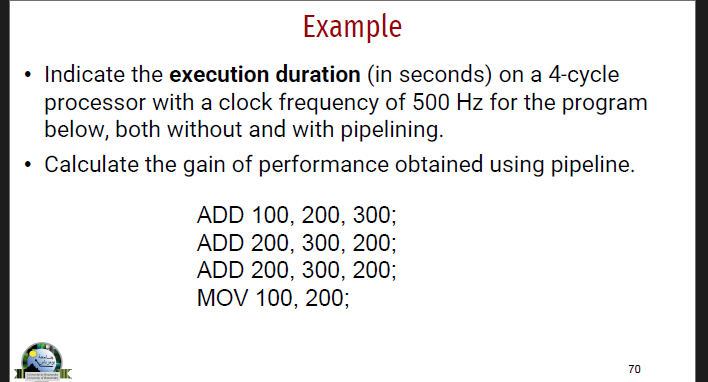 Example
• Indicate the execution duration (in seconds) on a 4-cycle
processor with a clock frequency of 500 Hz for the program
below, both without and with pipelining.
• Calculate the gain of performance obtained using pipeline.
ADD 100, 200, 300;
ADD 200, 300, 200;
ADD 200, 300, 200;
MOV 100, 200;
70